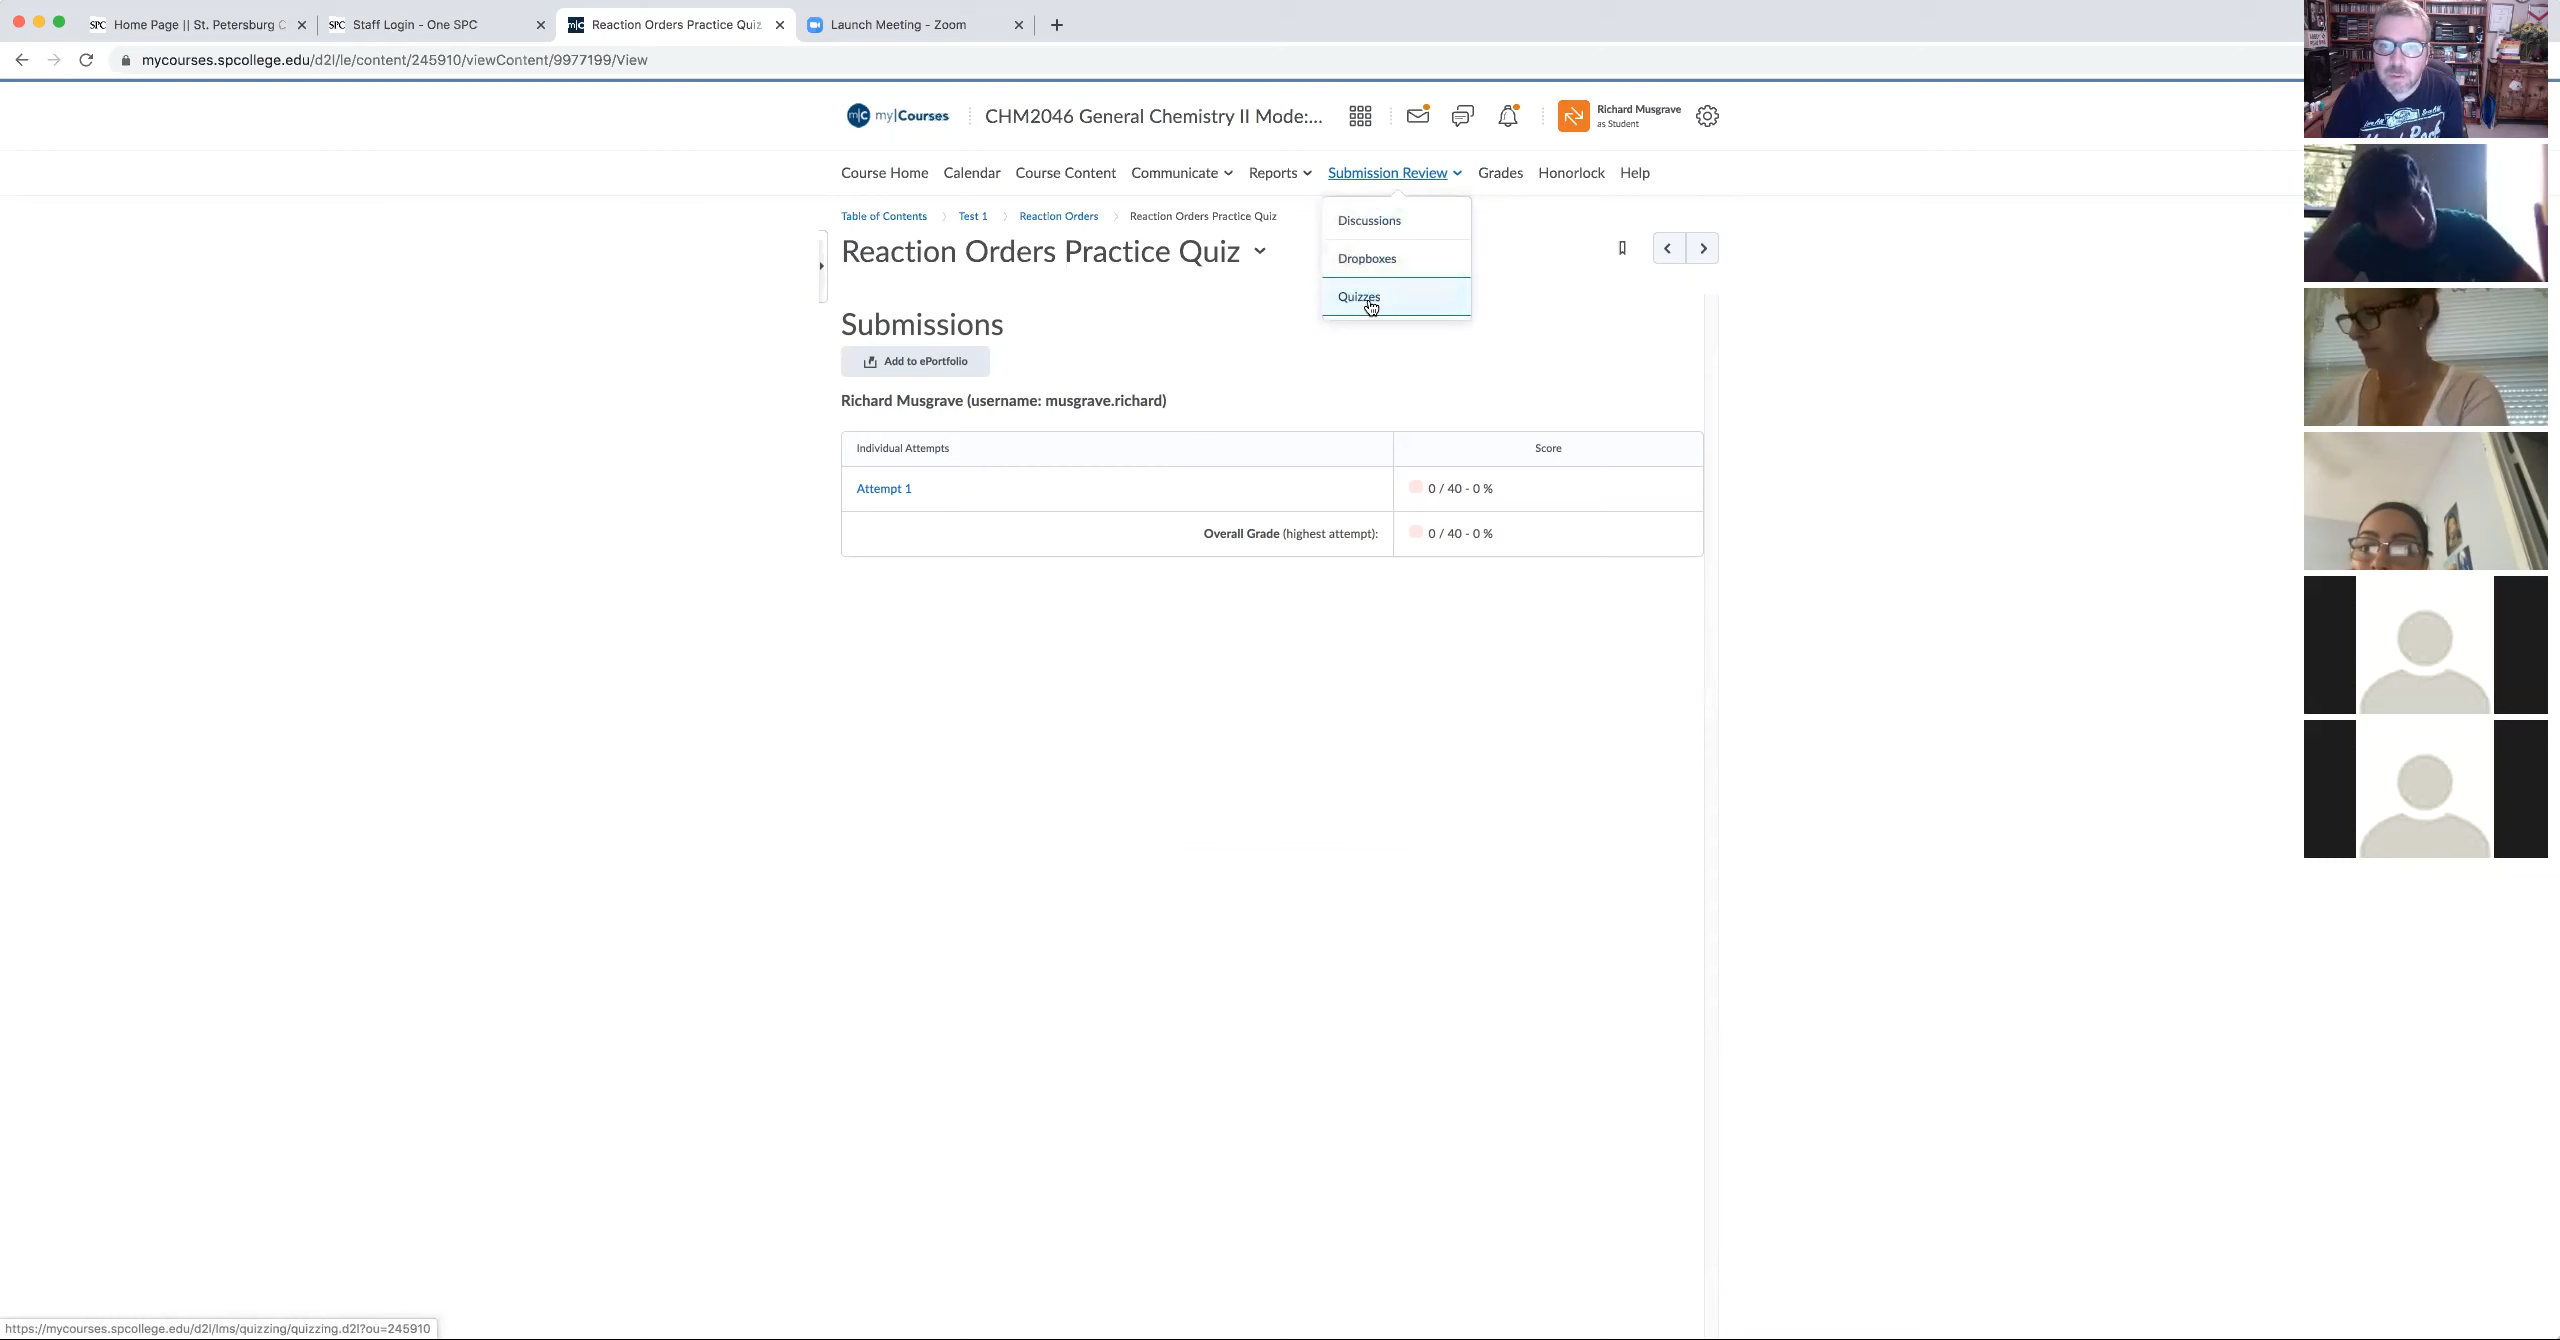 Home Page || St. Petersburg C
Staff Login - One SPC
Reaction Orders Practice Quiz
Launch Meeting - Zoom
mycourses.spcollege.edu/d2l/le/content/245910/viewContent/9977199/View
my|Courses
CHM2046 General Chemistry II Mode:...
Richard Musgrave
as Student
Course Home
Calendar
Course Content
Communicate
Reports
Submission Review
Grades
Honorlock
Help
Discussions
Dropboxes
Quizzes
Table of Contents
Test 1
Reaction Orders
Reaction Orders Practice Quiz
Reaction Orders Practice Quiz
Submissions
Add to ePortfolio
Richard Musgrave (username: musgrave.richard)
Individual Attempts
Score
Attempt 1
0 / 40 - 0 %
Overall Grade (highest attempt):
0 / 40 - 0 %
https://mycourses.spcollege.edu/d2l/lms/quizzing/quizzing.d2l?ou=245910